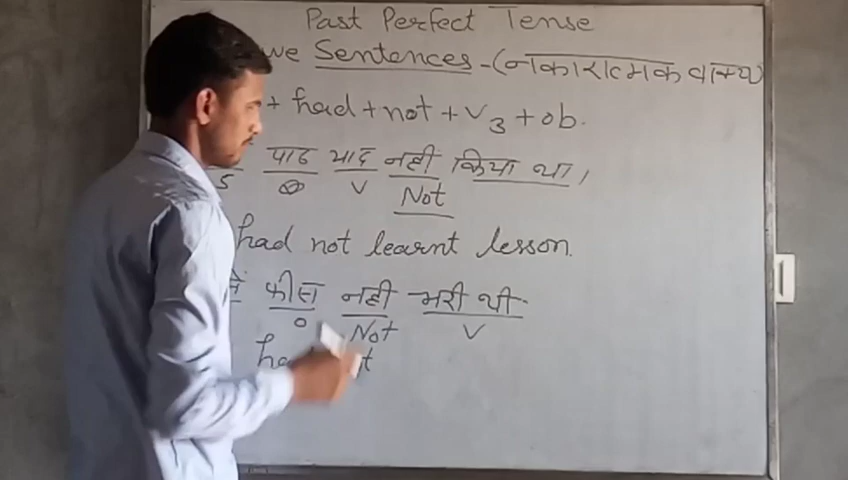 Past Perfect Tense
ve Sentences - (नकारात्मक वाक्य)
+ had + not + V3 + ob.
पाठ याद नहीं किया था।
S O V Not
had not learnt lesson.
ने फीस नहीं भरी थी.
O Not V